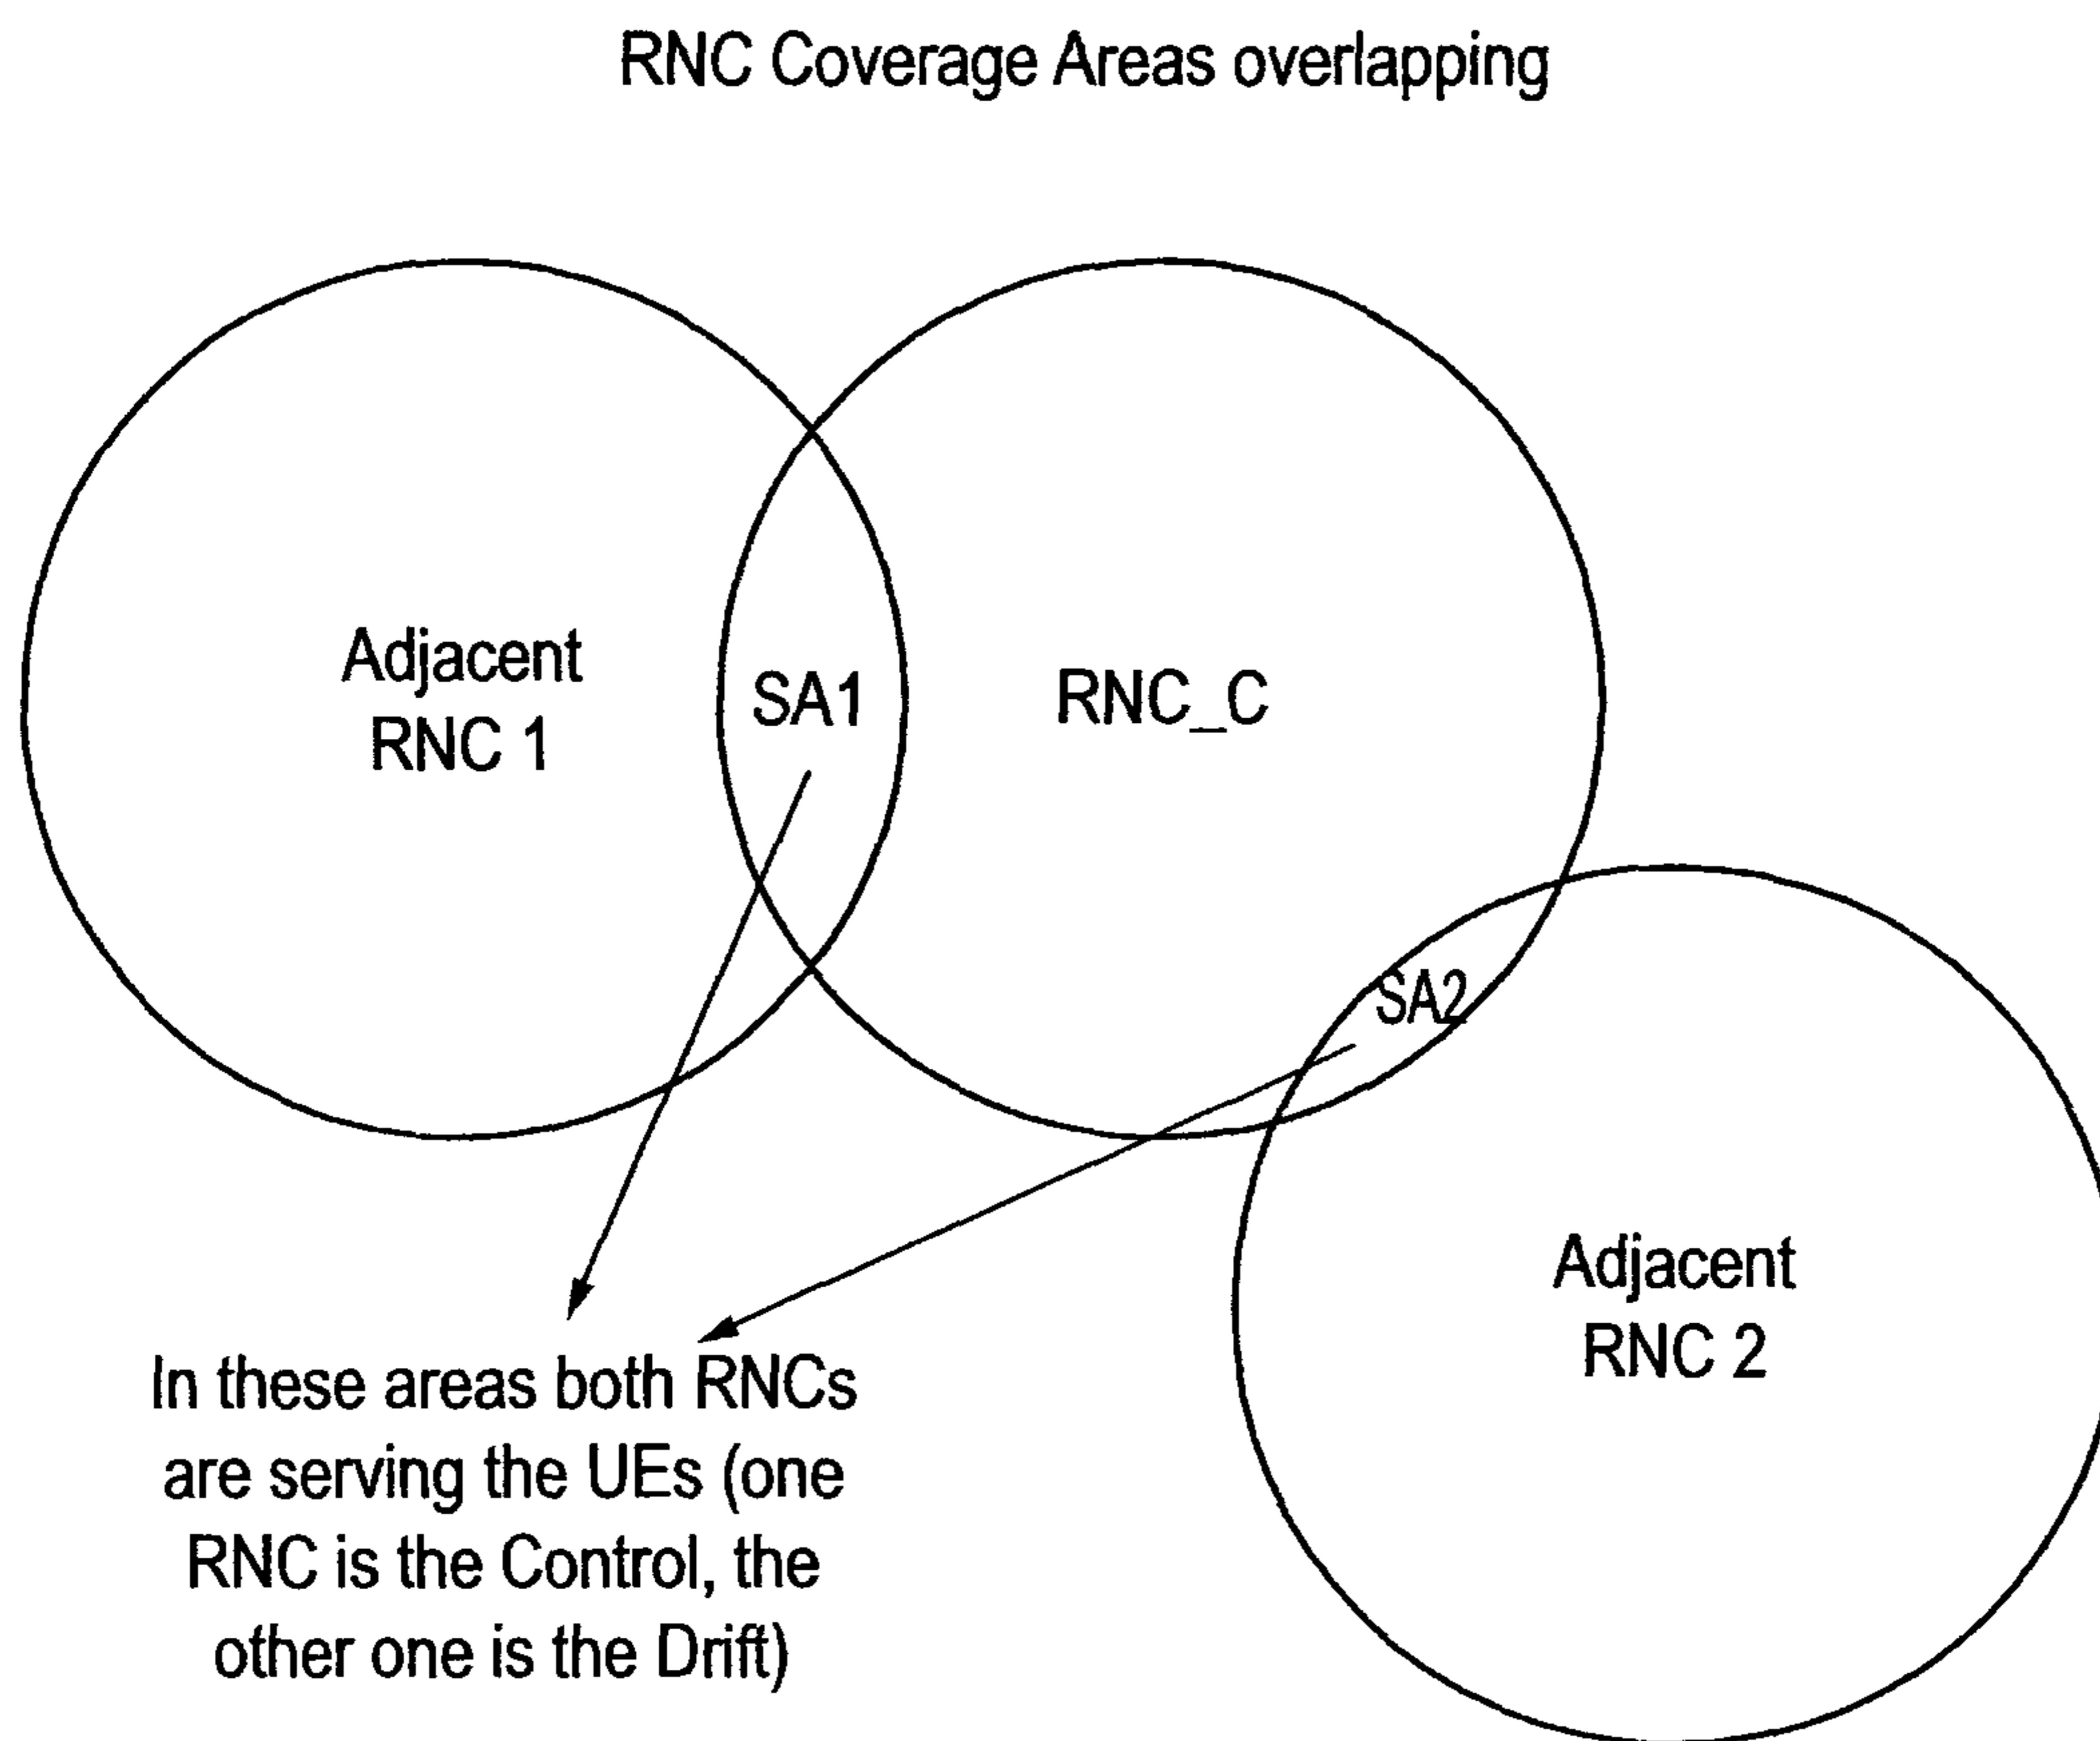 RNC Coverage Areas overlapping
Adjacent
RNC 1
SA1
RNC_C
SA2
Adjacent
RNC 2
In these areas both RNCs
are serving the UEs (one
RNC is the Control, the
other one is the Drift)